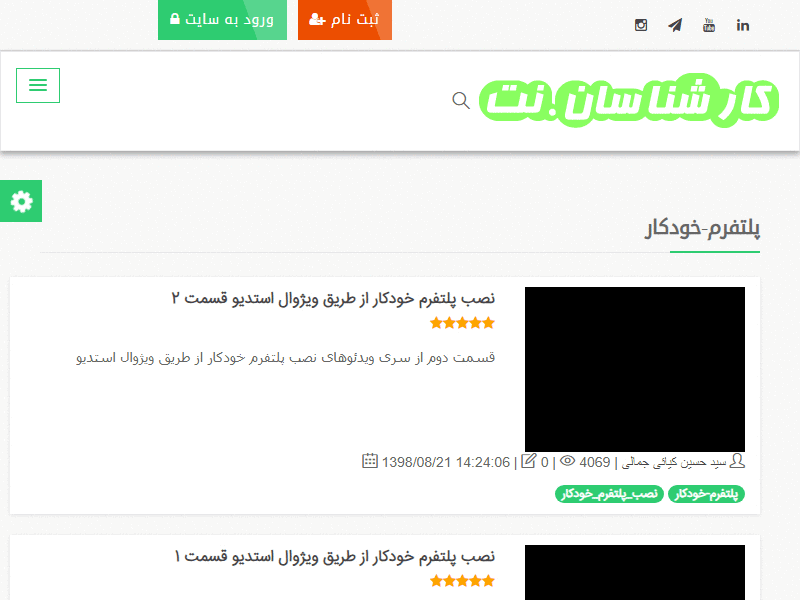 ثبت نام
ورود به سایت
کارشناسان.نت
پلتفرم-خودکار
نصب پلتفرم خودکار از طریق ویژوال استدیو قسمت ۲
قسمت دوم از سری ویدئوهای نصب پلتفرم خودکار از طریق ویژوال استدیو
سید حسین کیائی جمالی | 4069 | 0 | 1398/08/21 14:24:06
پلتفرم-خودکار نصب_پلتفرم_خودکار
نصب پلتفرم خودکار از طریق ویژوال استدیو قسمت ۱